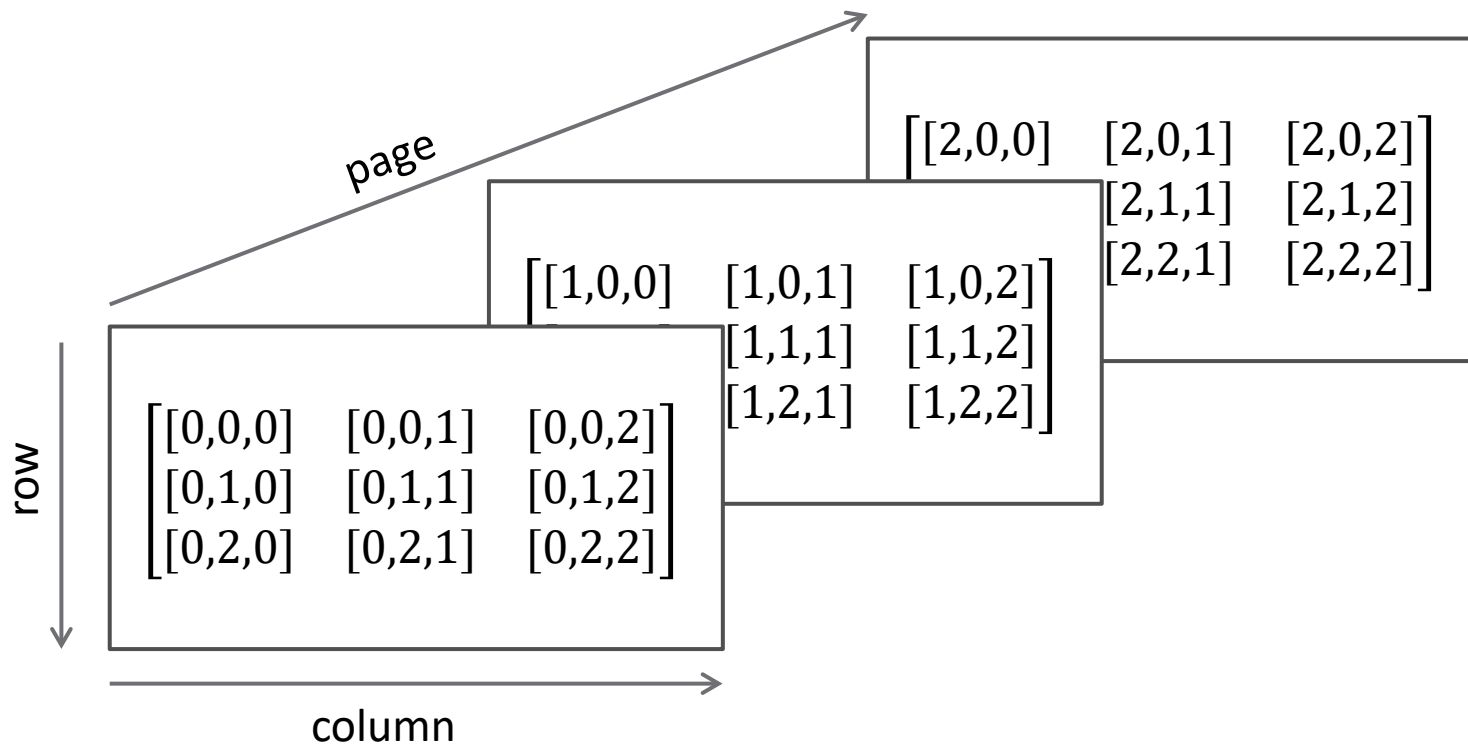 page
[2,0,0] [2,0,1] [2,0,2]
[2,1,1] [2,1,2]
[2,2,1] [2,2,2]
[1,0,0] [1,0,1] [1,0,2]
[1,1,1] [1,1,2]
[1,2,1] [1,2,2]
row
[0,0,0] [0,0,1] [0,0,2]
[0,1,0] [0,1,1] [0,1,2]
[0,2,0] [0,2,1] [0,2,2]
column